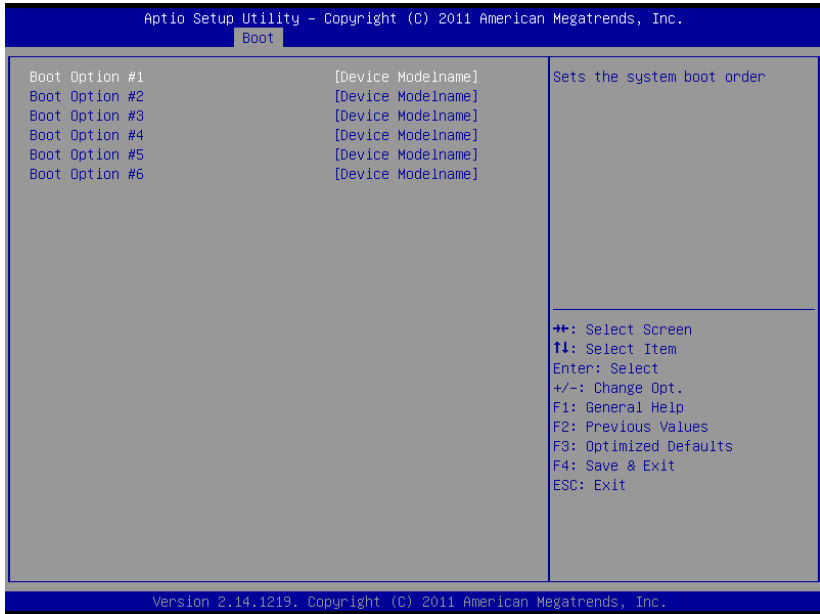 Aptio Setup Utility – Copyright (C) 2011 American Megatrends, Inc.
Boot
Boot Option #1 [Device Modelname]
Boot Option #2 [Device Modelname]
Boot Option #3 [Device Modelname]
Boot Option #4 [Device Modelname]
Boot Option #5 [Device Modelname]
Boot Option #6 [Device Modelname]
Sets the system boot order
→←: Select Screen
↑↓: Select Item
Enter: Select
+/-: Change Opt.
F1: General Help
F2: Previous Values
F3: Optimized Defaults
F4: Save & Exit
ESC: Exit
Version 2.14.1219. Copyright (C) 2011 American Megatrends, Inc.